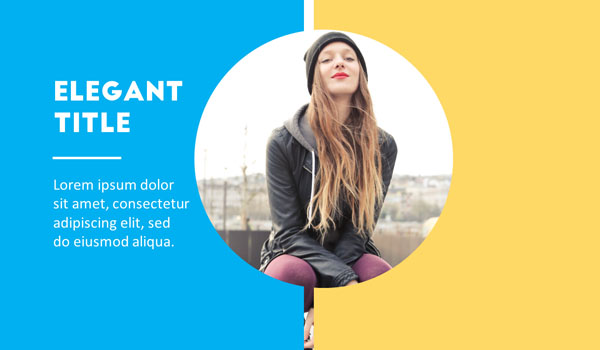 ELEGANT
TITLE
Lorem ipsum dolor
sit amet, consectetur
adipiscing elit, sed
do eiusmod aliqua.